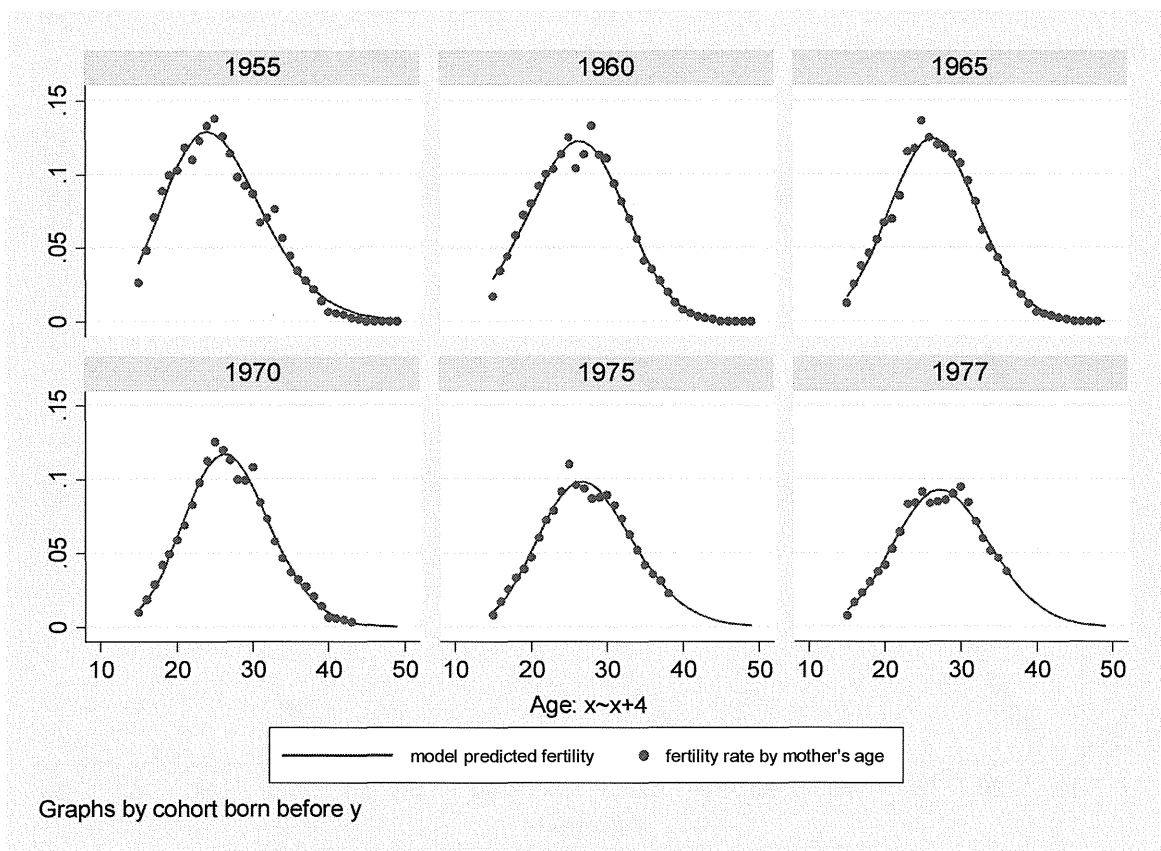 1955 1960 1965
.15
.1
.05
0
1970 1975 1977
.15
.1
.05
0
10 20 30 40 50 10 20 30 40 50 10 20 30 40 50
Age: x~x+4
model predicted fertility fertility rate by mother's age
Graphs by cohort born before y